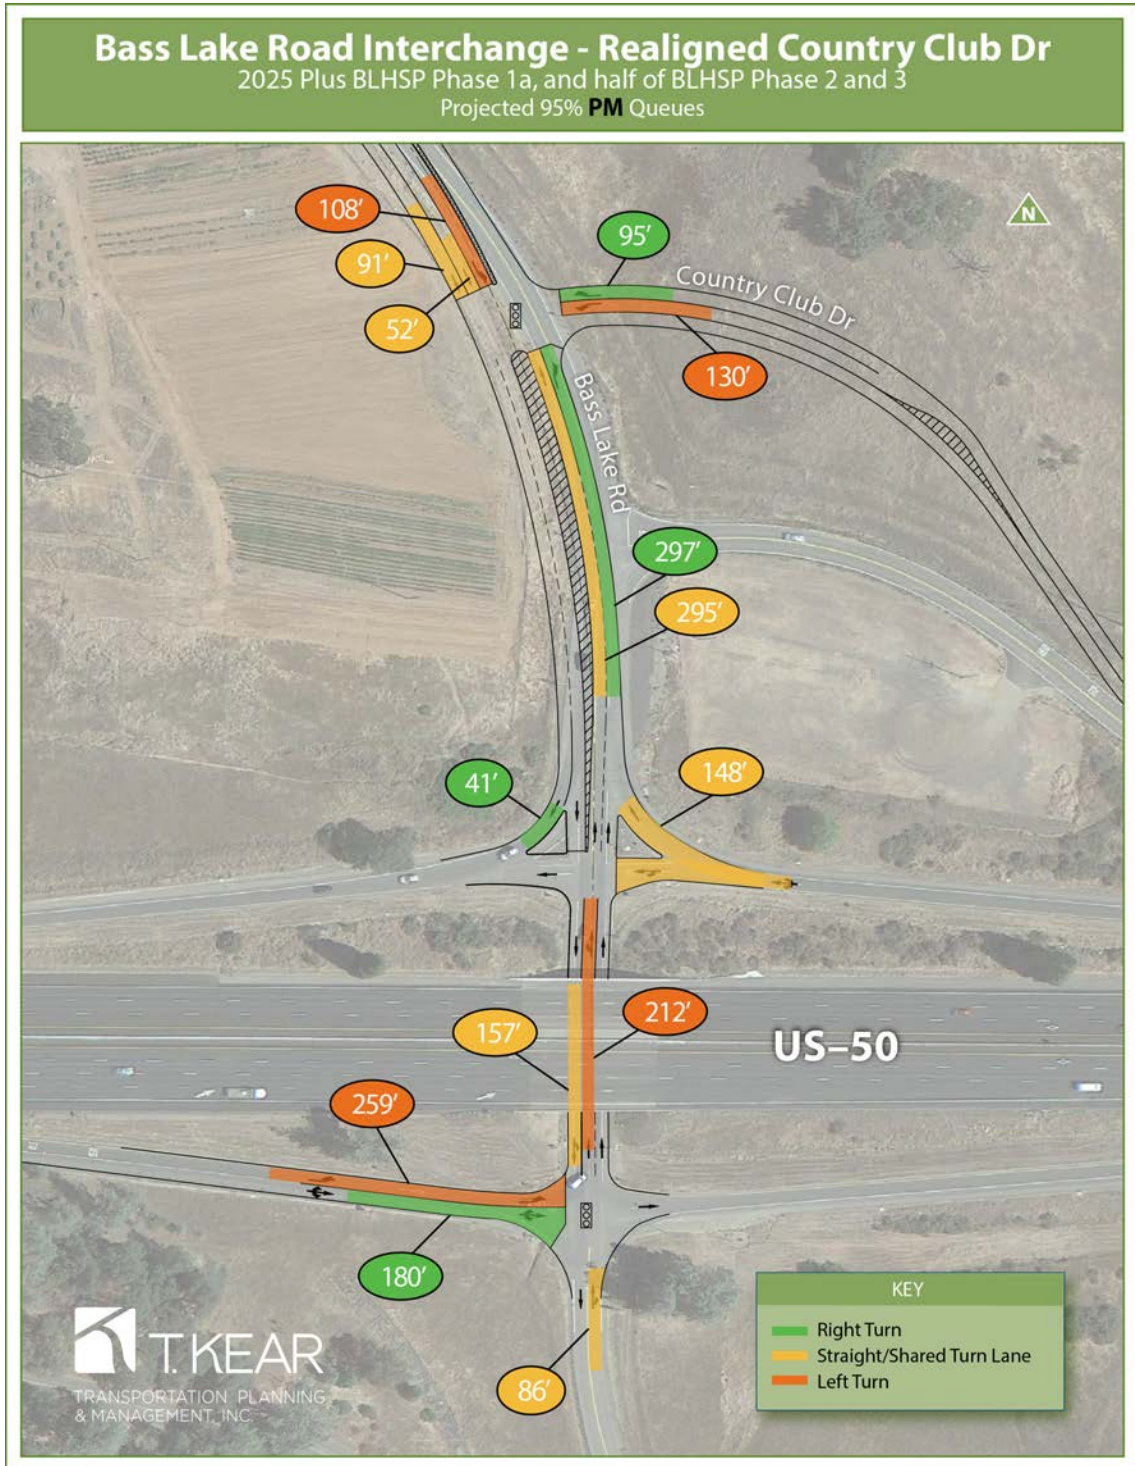 Bass Lake Road Interchange - Realigned Country Club Dr
2025 Plus BLHSP Phase 1a, and half of BLHSP Phase 2 and 3
Projected 95% PM Queues
108’
95’
N
91’
Country Club Dr
52’
130’
Bass Lake Rd
297’
295’
148’
41’
157’
212’
US–50
259’
180’
KEY
Right Turn
Straight/Shared Turn Lane
Left Turn
T.KEAR
TRANSPORTATION PLANNING
& MANAGEMENT, INC.
86’